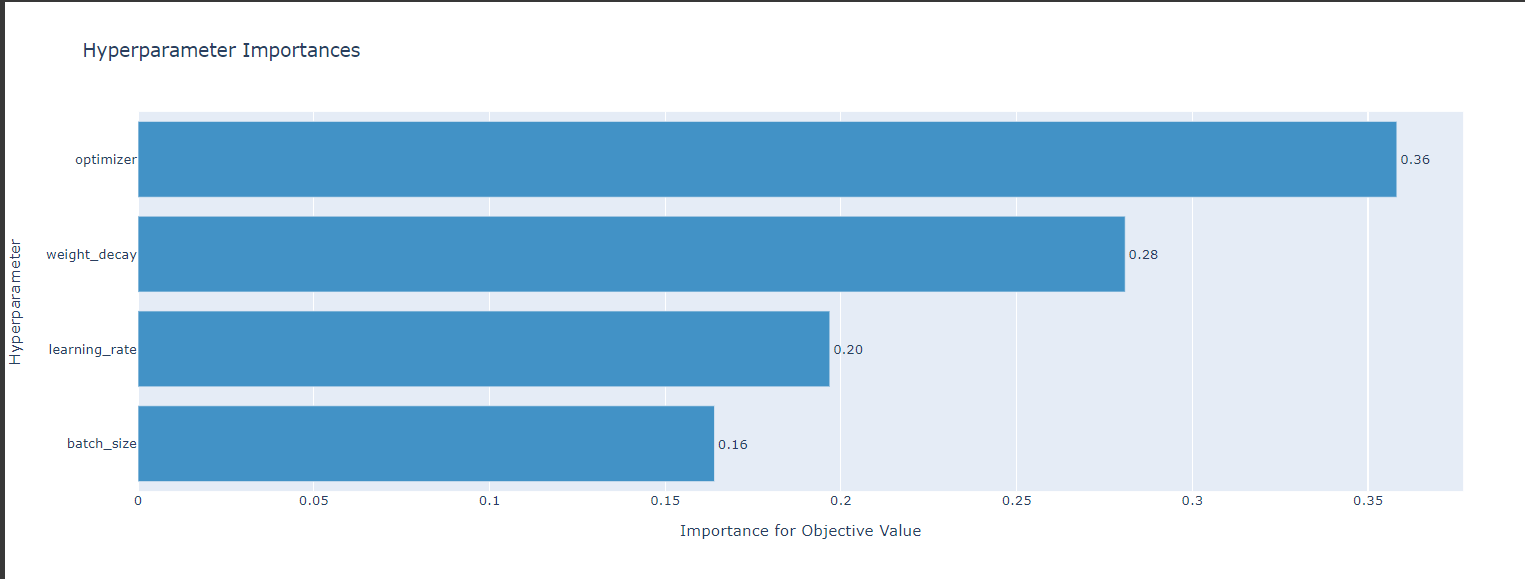 Hyperparameter Importances
Hyperparameter
optimizer
0.36
weight_decay
0.28
learning_rate
0.20
batch_size
0.16
0 0.05 0.1 0.15 0.2 0.25 0.3 0.35
Importance for Objective Value